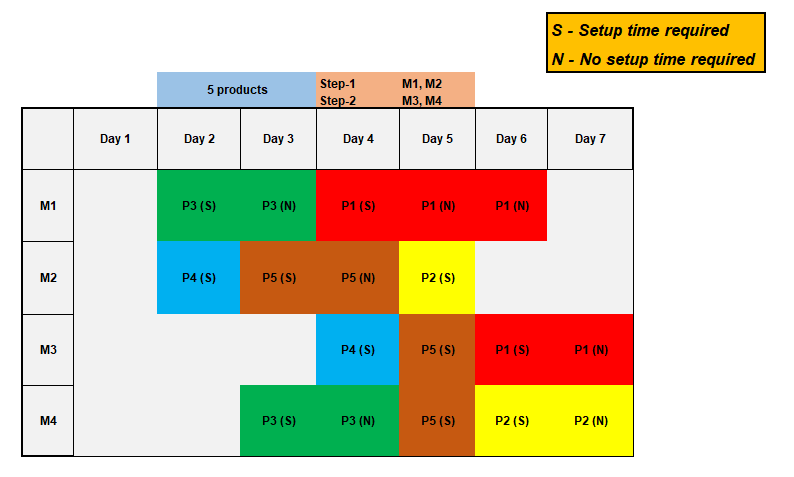 S - Setup time required
N - No setup time required
5 products
Step-1 M1, M2
Step-2 M3, M4
Day 1 Day 2 Day 3 Day 4 Day 5 Day 6 Day 7
M1 P3 (S) P3 (N) P1 (S) P1 (N) P1 (N)
M2 P4 (S) P5 (S) P5 (N) P2 (S)
M3 P4 (S) P5 (S) P1 (S) P1 (N)
M4 P3 (S) P3 (N) P5 (S) P2 (S) P2 (N)